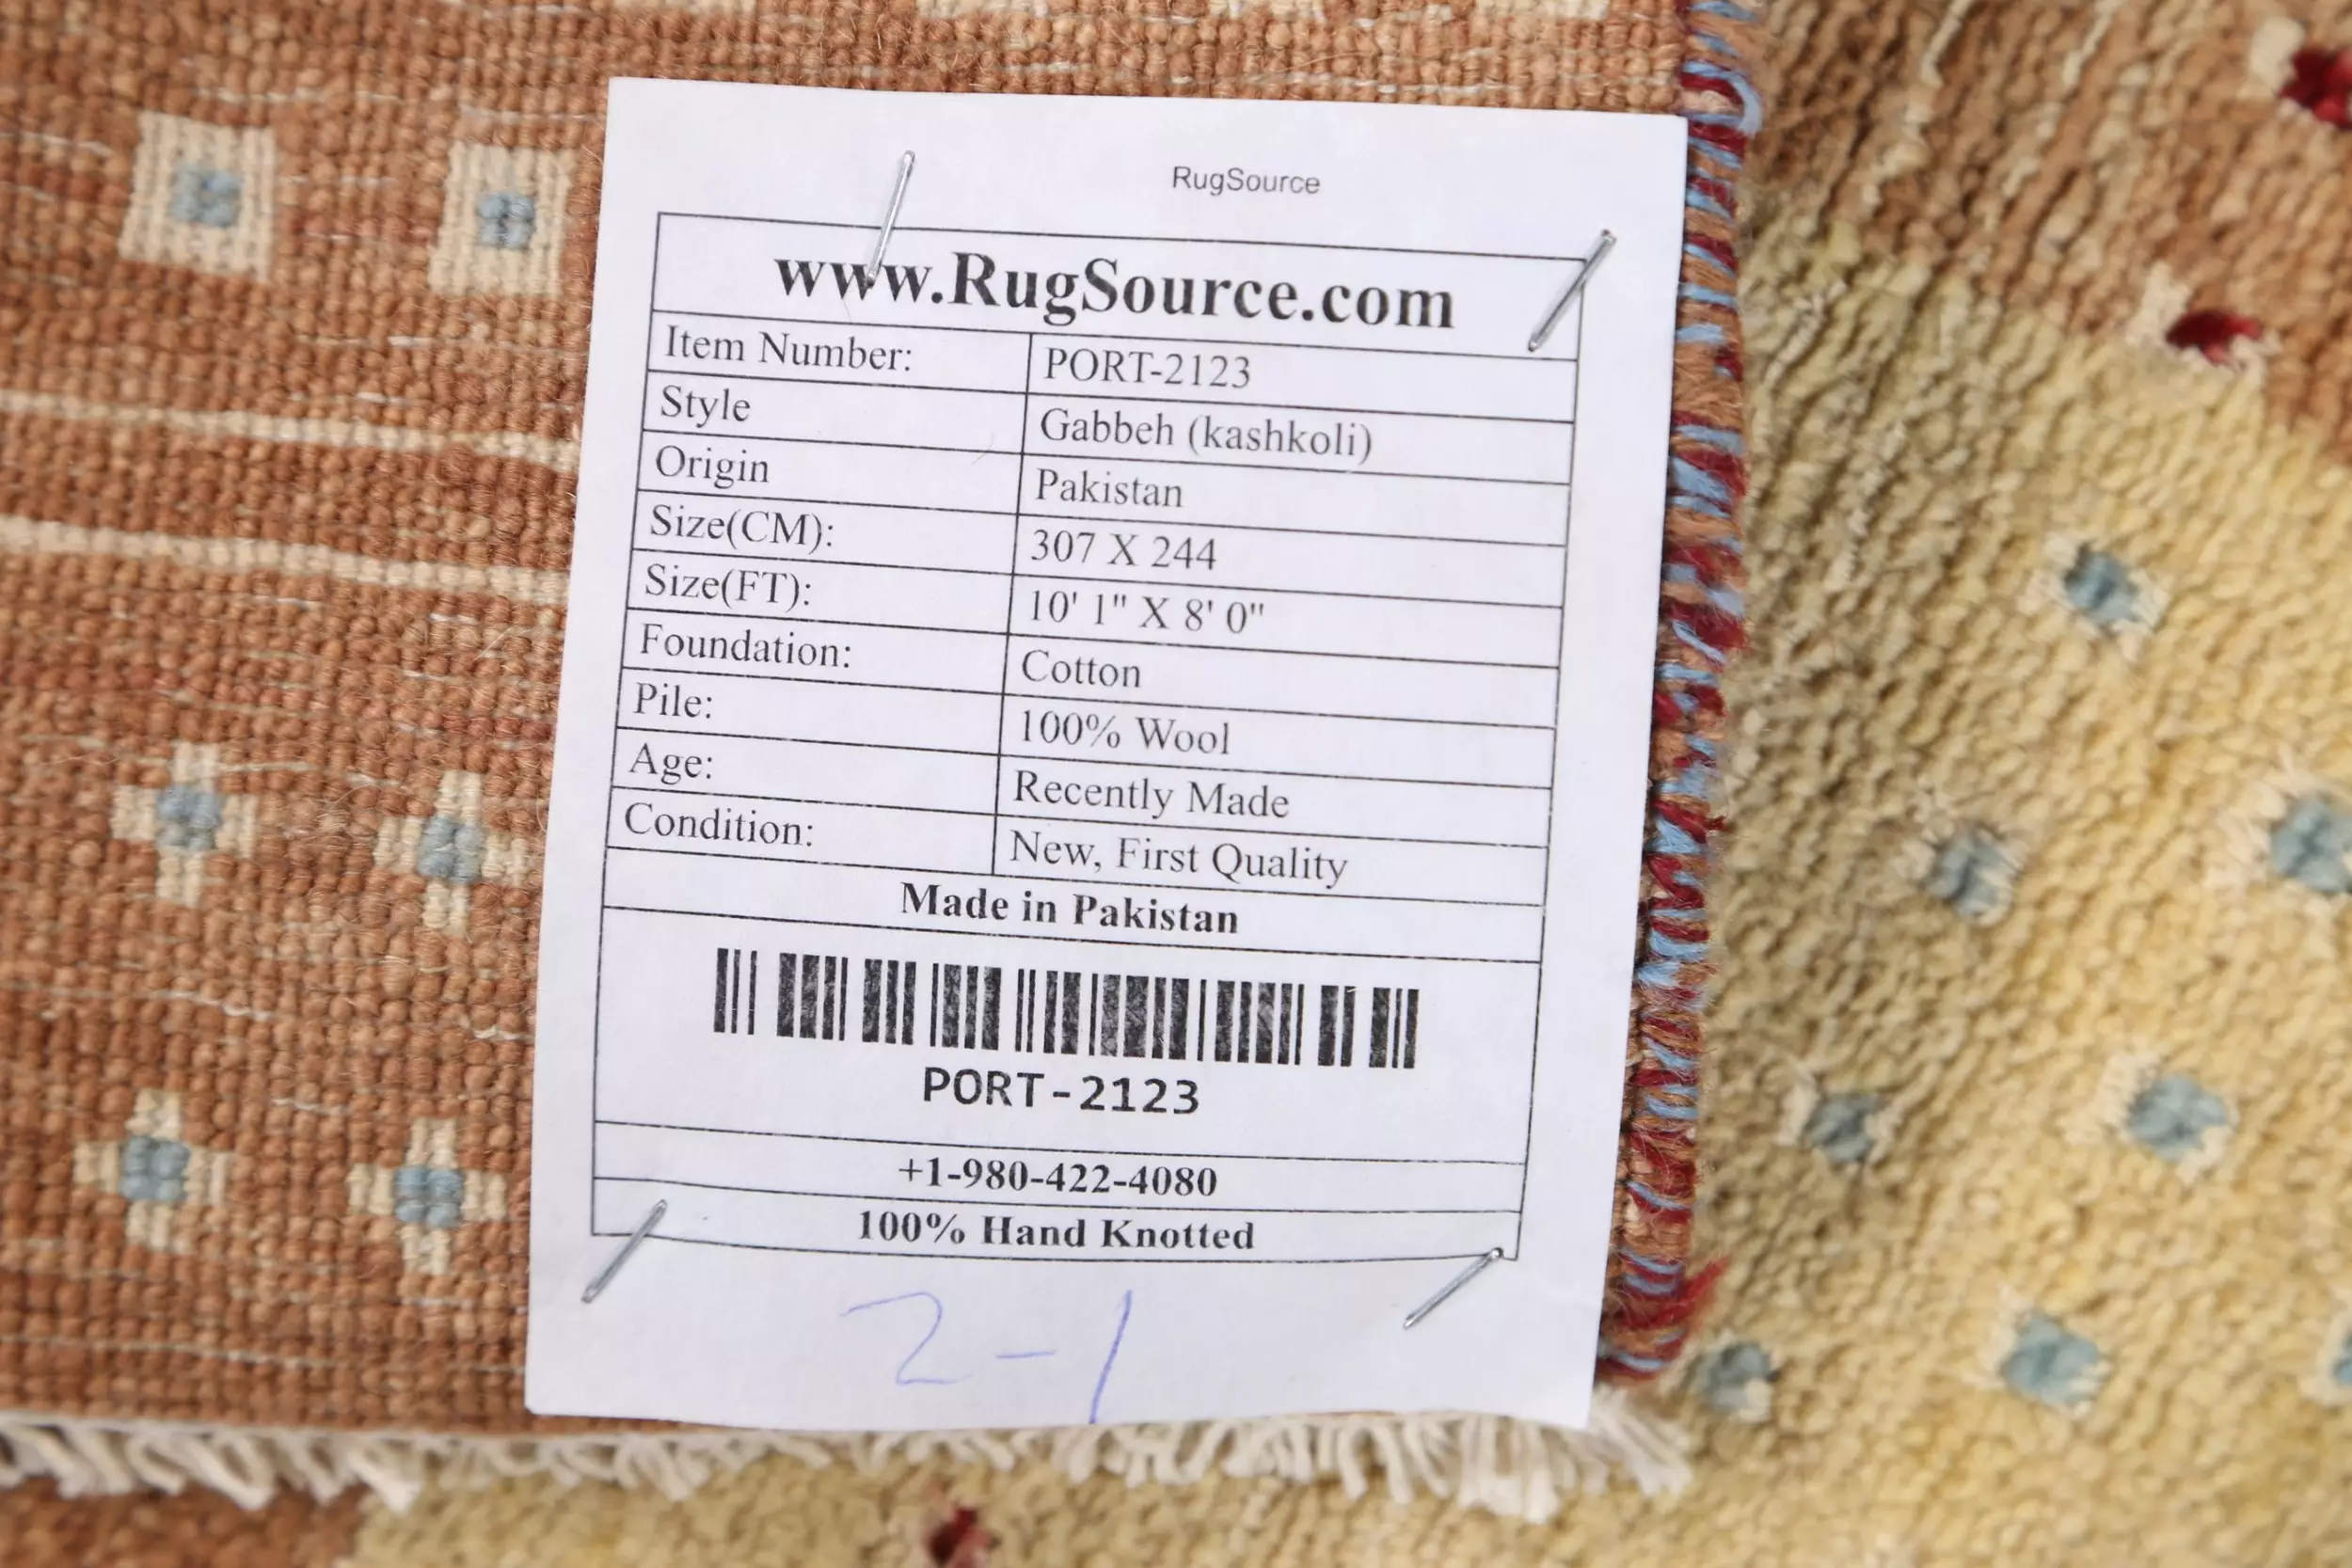 RugSource
www.RugSource.com
Item Number: PORT-2123
Style Gabbeh (kashkoli)
Origin Pakistan
Size(CM): 307 X 244
Size(FT): 10' 1" X 8' 0"
Foundation: Cotton
Pile: 100% Wool
Age: Recently Made
Condition: New, First Quality
Made in Pakistan
PORT-2123
+1-980-422-4080
100% Hand Knotted
2-1